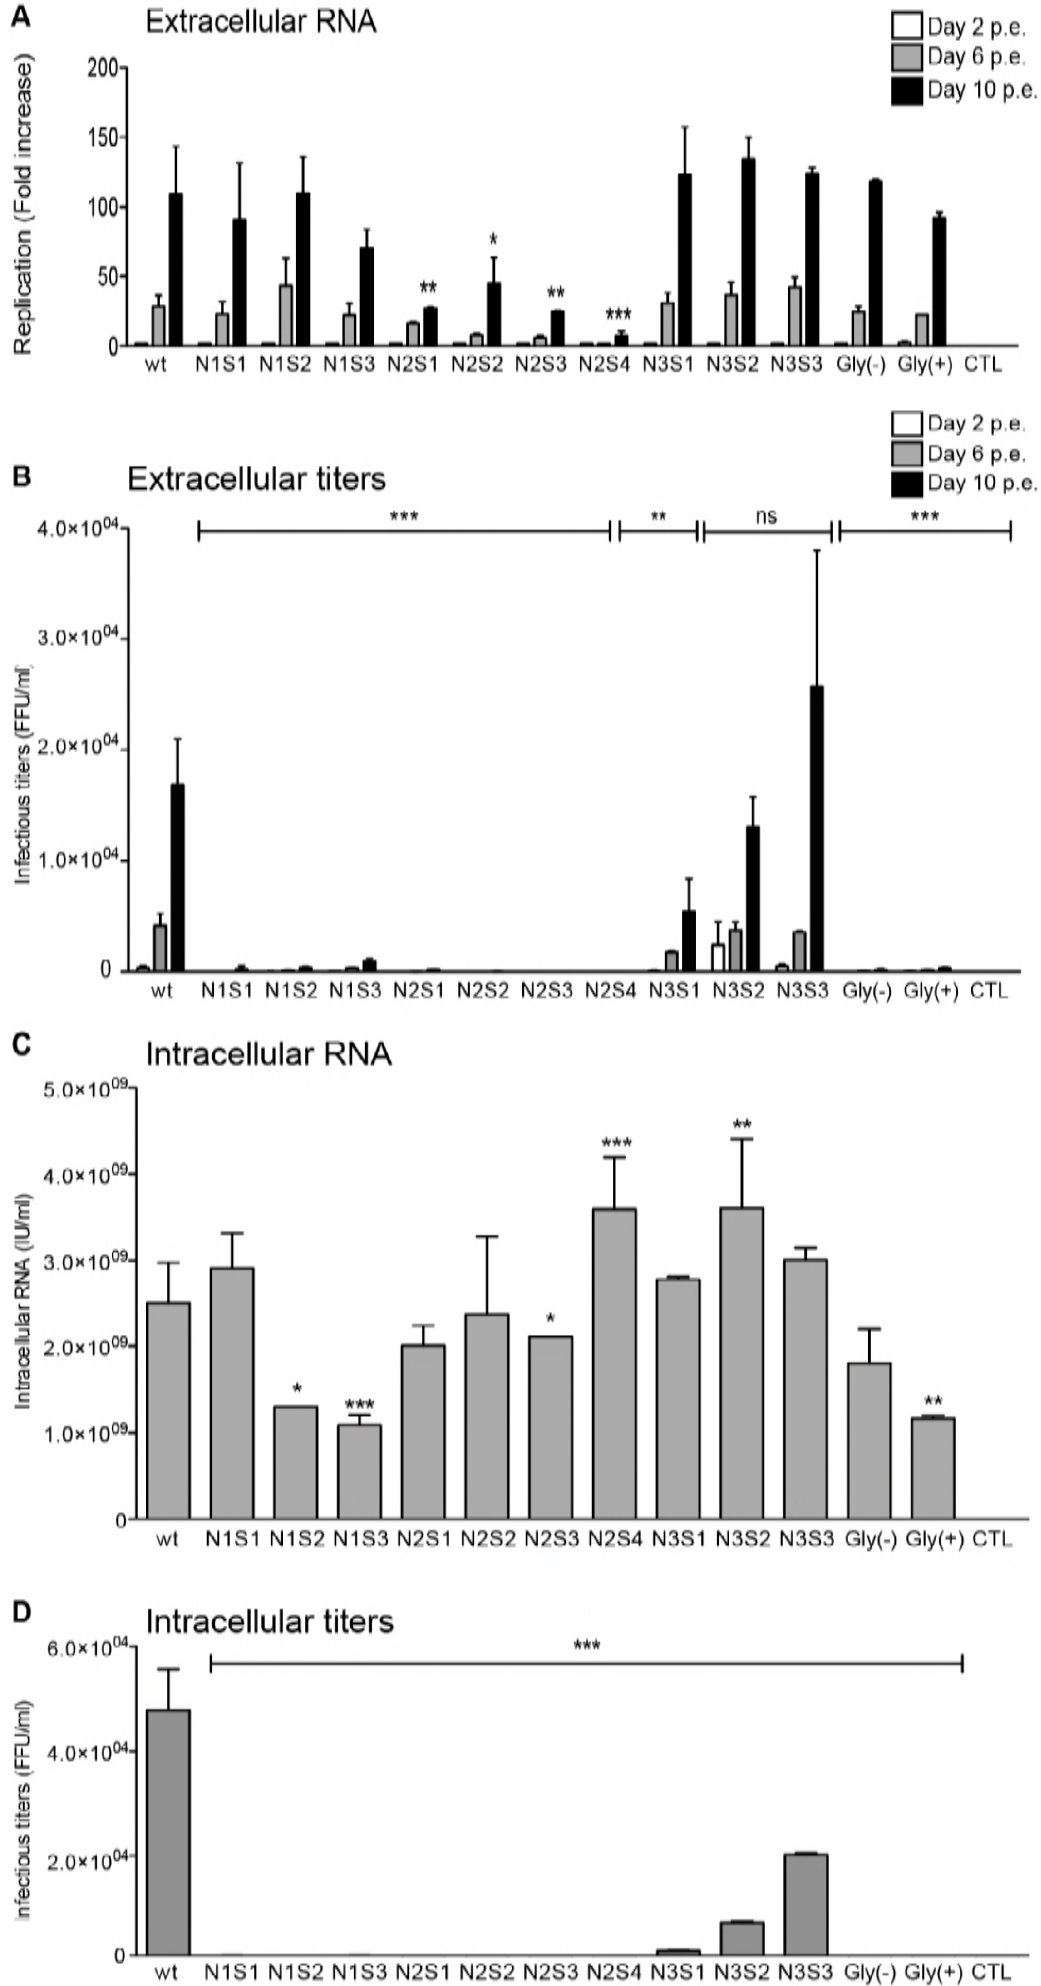 A Extracellular RNA
Day 2 p.e.
Day 6 p.e.
Day 10 p.e.
Replication (Fold increase)
200
150
100
50
0
* ** ** ***
wt N1S1 N1S2 N1S3 N2S1 N2S2 N2S3 N2S4 N3S1 N3S2 N3S3 Gly(-) Gly(+) CTL
Day 2 p.e.
Day 6 p.e.
Day 10 p.e.
B Extracellular titers
*** ** ns ***
Infectious titers (FFU/ml)
4.0×10^04
3.0×10^04
2.0×10^04
1.0×10^04
0
wt N1S1 N1S2 N1S3 N2S1 N2S2 N2S3 N2S4 N3S1 N3S2 N3S3 Gly(-) Gly(+) CTL
C Intracellular RNA
Intracellular RNA (IU/ml)
5.0×10^09
4.0×10^09
3.0×10^09
2.0×10^09
1.0×10^09
0
* *** * *** ** **
wt N1S1 N1S2 N1S3 N2S1 N2S2 N2S3 N2S4 N3S1 N3S2 N3S3 Gly(-) Gly(+) CTL
D Intracellular titers
***
Infectious titers (FFU/ml)
6.0×10^04
4.0×10^04
2.0×10^04
0
wt N1S1 N1S2 N1S3 N2S1 N2S2 N2S3 N2S4 N3S1 N3S2 N3S3 Gly(-) Gly(+) CTL